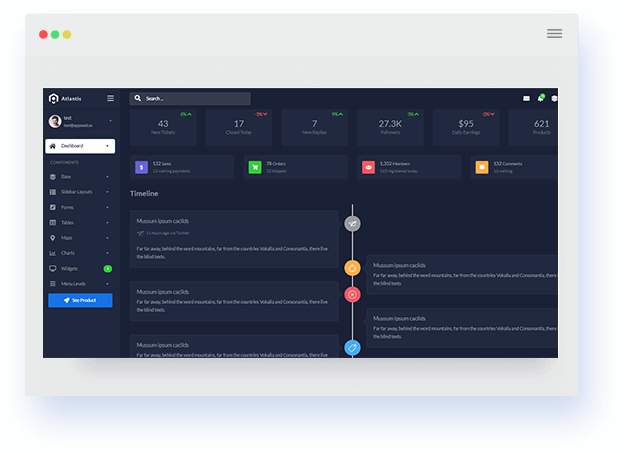 Atlantis
Search...
test
test@appseed.us
Dashboard
COMPONENTS
Base
Sidebar Layouts
Forms
Tables
Maps
Charts
Widgets
4
Menu Levels
See Product
6%
43
New Tickets
-3%
17
Closed Today
9%
7
New Replies
3%
27.3K
Followers
-2%
$95
Daily Earnings
621
Products
132 Sales
12 waiting payments
78 Orders
32 shipped
1,352 Members
163 registered today
132 Comments
16 waiting
Timeline
Mussum ipsum cacilds
11 hours ago via Twitter
Far far away, behind the word mountains, far from the countries Vokalia and Consonantia, there live
the blind texts.
Mussum ipsum cacilds
Far far away, behind the word mountains, far from the countries Vokalia and Consonantia, there live
the blind texts.
Mussum ipsum cacilds
Far far away, behind the word mountains, far from the countries Vokalia and Consonantia, there live
the blind texts.
Mussum ipsum cacilds
Far far away, behind the word mountains, far from the countries Vokalia and Consonantia, there live
the blind texts.
Mussum ipsum cacilds
Far far away, behind the word mountains, far from the countries Vokalia and Consonantia, there live